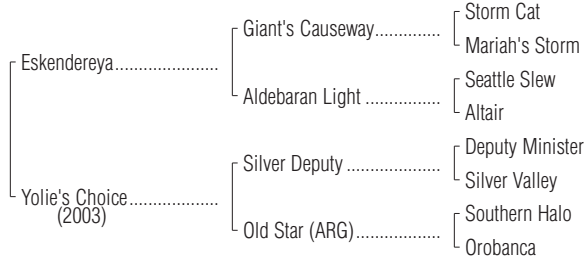 Storm Cat
Giant's Causeway..............
Mariah's Storm
Eskendereya......................
Seattle Slew
Aldebaran Light ................
Altair
Deputy Minister
Silver Deputy ....................
Silver Valley
Yolie's Choice...................
(2003)
Southern Halo
Old Star (ARG)..................
Orobanca